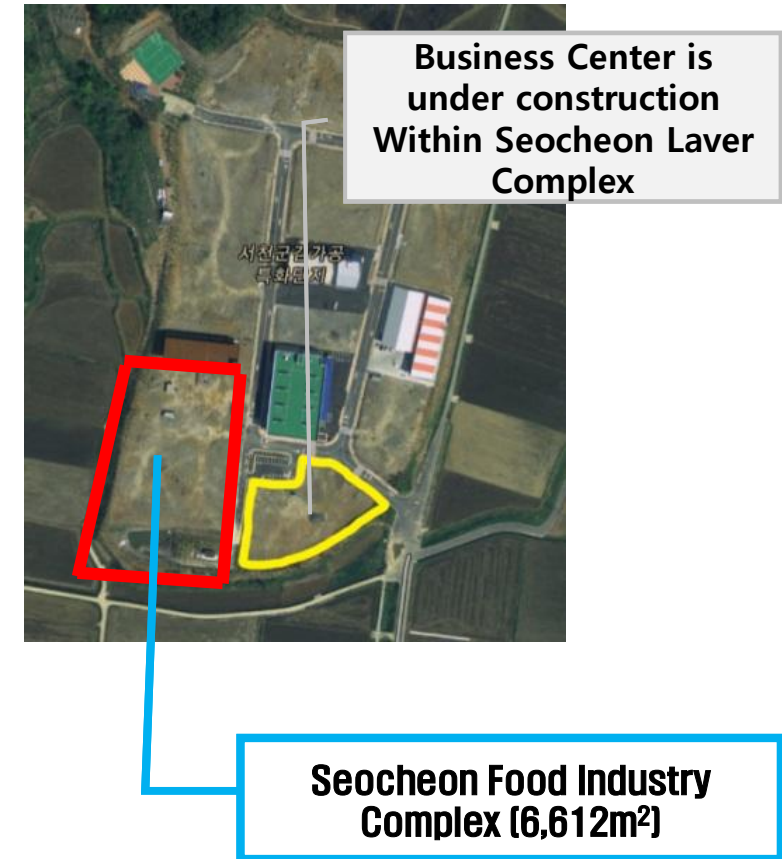 Business Center is
under construction
Within Seocheon Laver
Complex
서천군김가공
특화단지
Seocheon Food Industry
Complex (6,612m²)